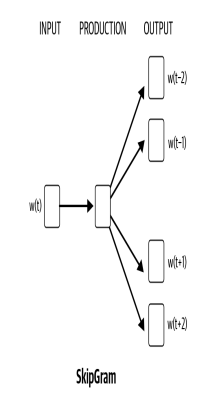 INPUT PRODUCTION OUTPUT
w(t-2)
w(t-1)
w(t)
w(t+1)
w(t+2)
SkipGram